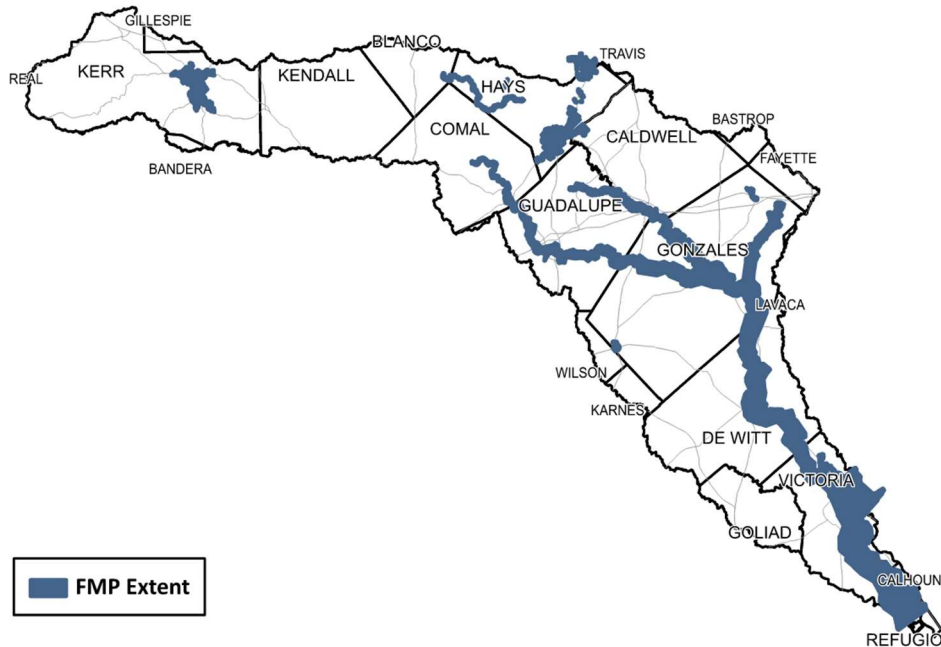 GILLESPIE
BLANCO
TRAVIS
REAL
KERR
KENDALL
HAYS
COMAL
CALDWELL
BASTROP
FAYETTE
BANDERA
GUADALUPE
GONZALES
LAVACA
WILSON
KARNES
DE WITT
VICTORIA
GOLIAD
CALHOUN
REFUGIO
FMP Extent